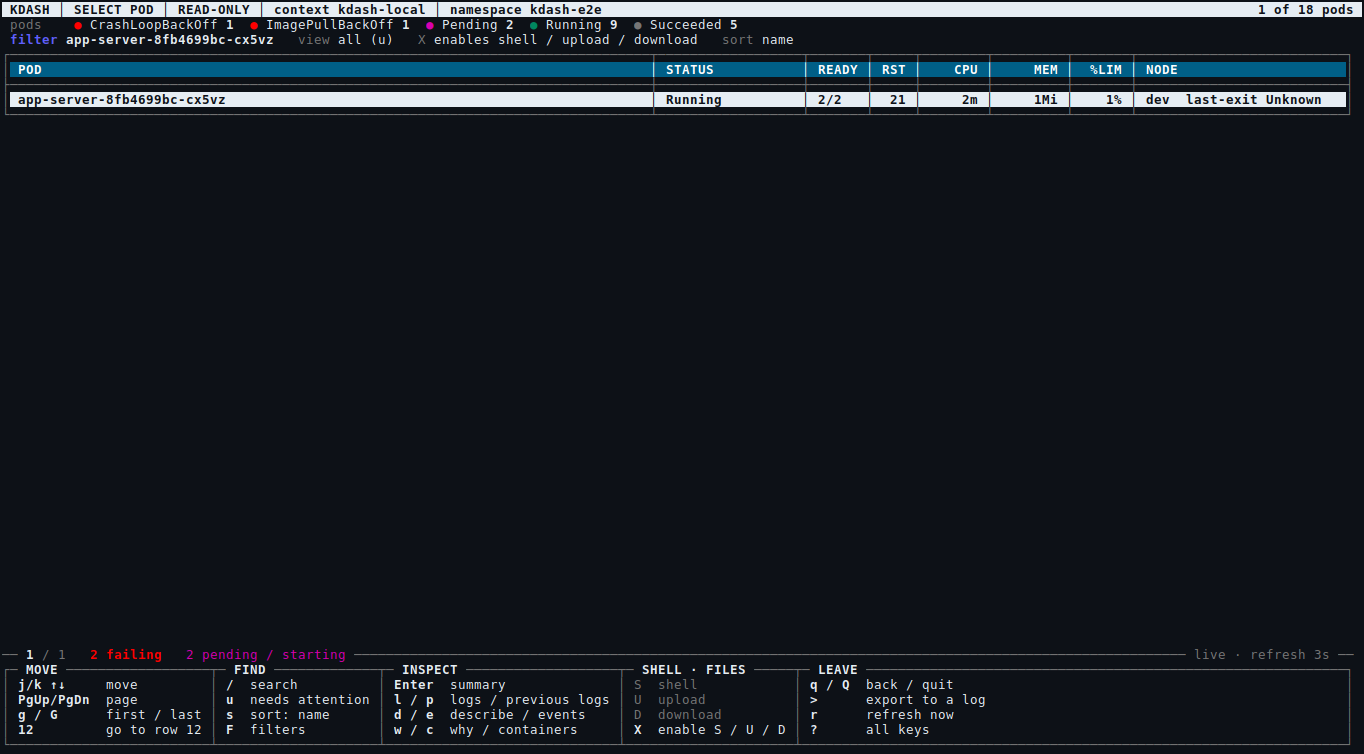 KDASH │ SELECT POD │ READ-ONLY │ context kdash-local │ namespace kdash-e2e 1 of 18 pods
pods ● CrashLoopBackOff 1 ● ImagePullBackOff 1 ● Pending 2 ● Running 9 ● Succeeded 5
filter app-server-8fb4699bc-cx5vz view all (u) X enables shell / upload / download sort name
POD │ STATUS │ READY │ RST │ CPU │ MEM │ %LIM │ NODE
app-server-8fb4699bc-cx5vz │ Running │ 2/2 │ 21 │ 2m │ 1Mi │ 1% │ dev last-exit Unknown
1 / 1 2 failing 2 pending / starting live · refresh 3s
MOVE FIND INSPECT SHELL · FILES LEAVE
j/k ↑↓ move │ / search │ Enter summary │ S shell │ q / Q back / quit
PgUp/PgDn page │ u needs attention │ l / p logs / previous logs │ U upload │ > export to a log
g / G first / last │ s sort: name │ d / e describe / events │ D download │ r refresh now
12 go to row 12 │ F filters │ w / c why / containers │ X enable S / U / D │ ? all keys